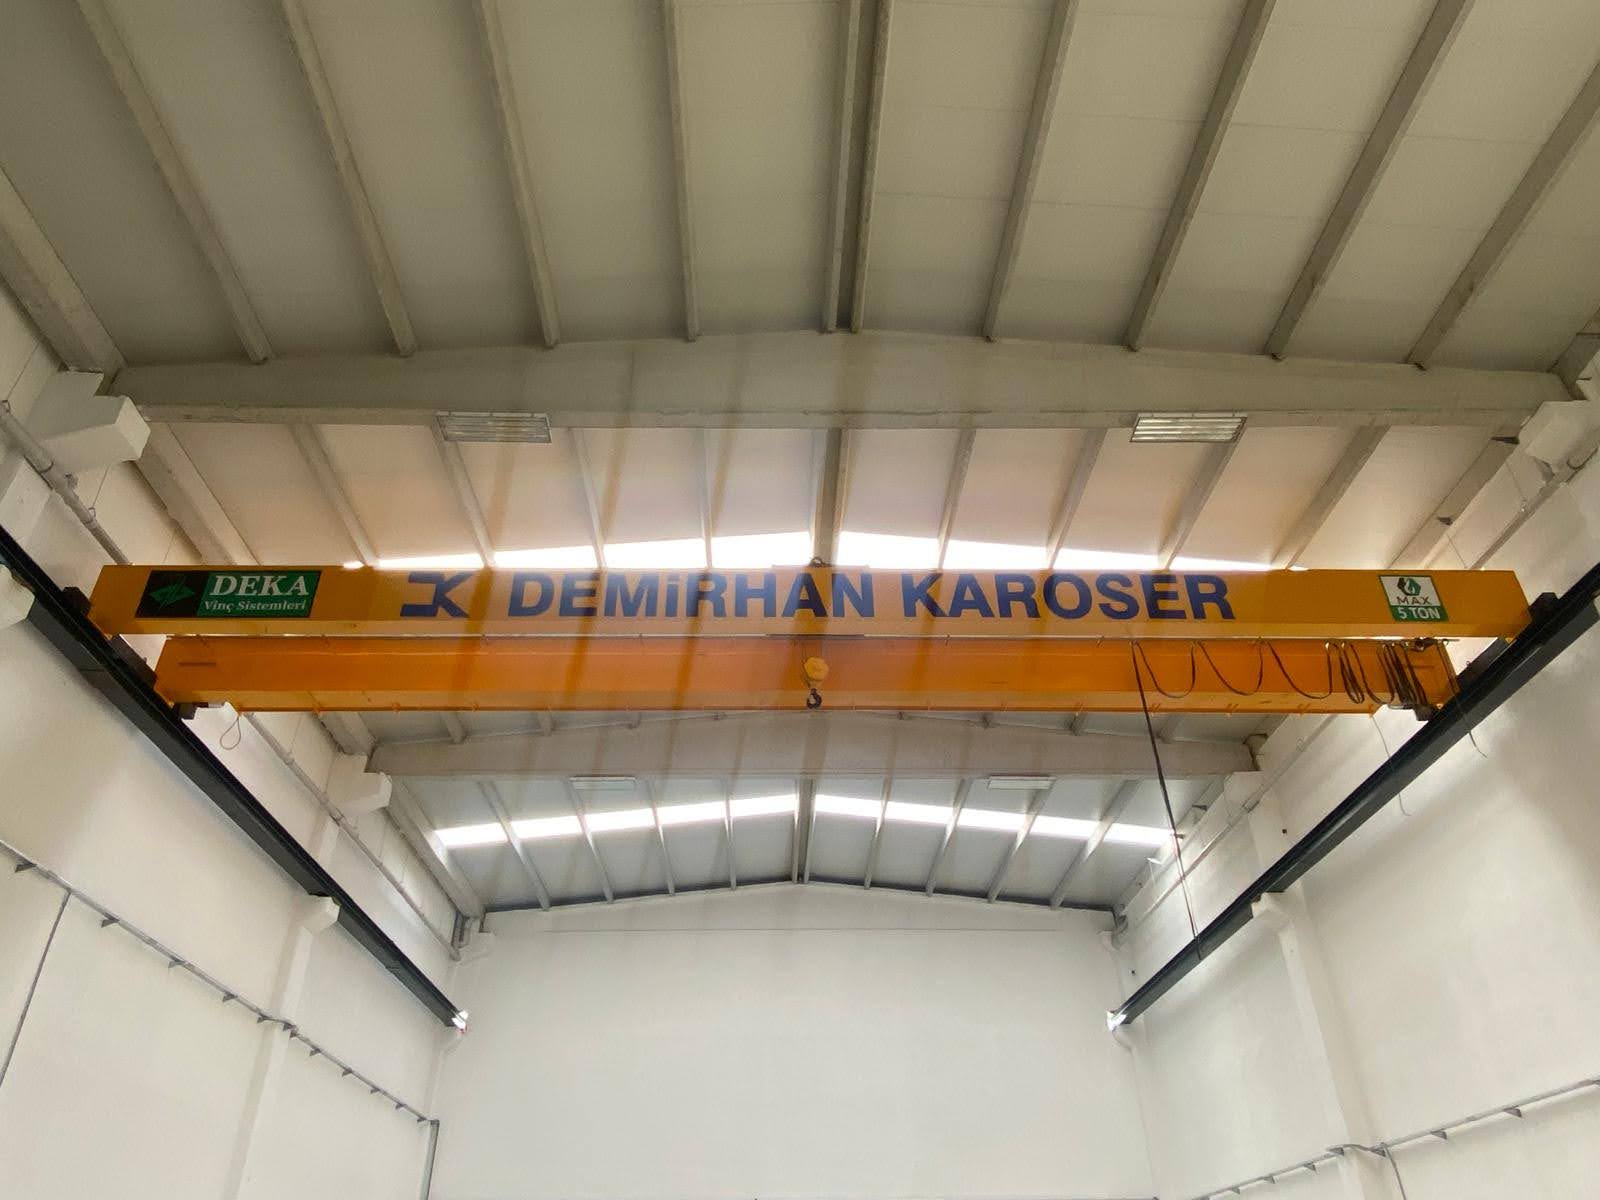 DEKA
Vinç Sistemleri
DEMiRHAN KAROSER
MAX.
5 TON